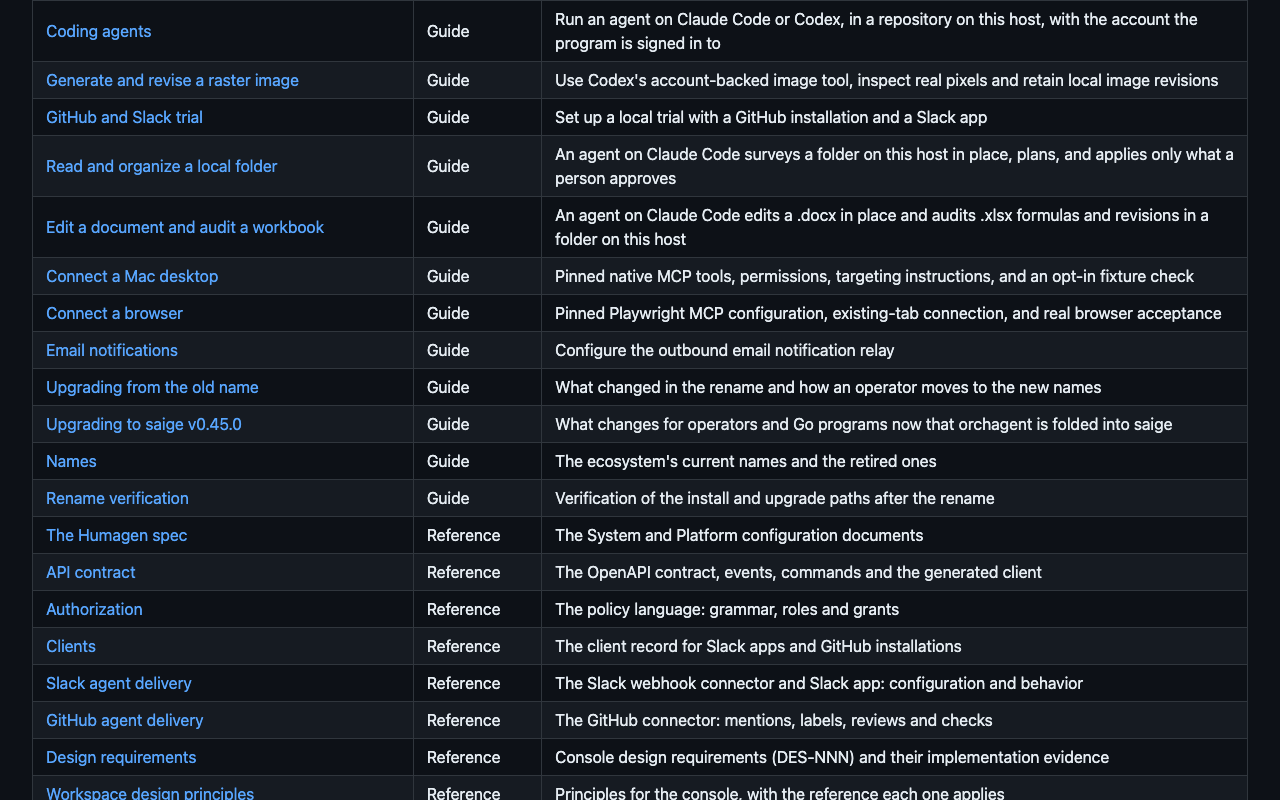 Coding agents
Guide
Run an agent on Claude Code or Codex, in a repository on this host, with the account the
program is signed in to
Generate and revise a raster image
Guide
Use Codex's account-backed image tool, inspect real pixels and retain local image revisions
GitHub and Slack trial
Guide
Set up a local trial with a GitHub installation and a Slack app
Read and organize a local folder
Guide
An agent on Claude Code surveys a folder on this host in place, plans, and applies only what a
person approves
Edit a document and audit a workbook
Guide
An agent on Claude Code edits a .docx in place and audits .xlsx formulas and revisions in a
folder on this host
Connect a Mac desktop
Guide
Pinned native MCP tools, permissions, targeting instructions, and an opt-in fixture check
Connect a browser
Guide
Pinned Playwright MCP configuration, existing-tab connection, and real browser acceptance
Email notifications
Guide
Configure the outbound email notification relay
Upgrading from the old name
Guide
What changed in the rename and how an operator moves to the new names
Upgrading to saige v0.45.0
Guide
What changes for operators and Go programs now that orchagent is folded into saige
Names
Guide
The ecosystem's current names and the retired ones
Rename verification
Guide
Verification of the install and upgrade paths after the rename
The Humagen spec
Reference
The System and Platform configuration documents
API contract
Reference
The OpenAPI contract, events, commands and the generated client
Authorization
Reference
The policy language: grammar, roles and grants
Clients
Reference
The client record for Slack apps and GitHub installations
Slack agent delivery
Reference
The Slack webhook connector and Slack app: configuration and behavior
GitHub agent delivery
Reference
The GitHub connector: mentions, labels, reviews and checks
Design requirements
Reference
Console design requirements (DES-NNN) and their implementation evidence
Workspace design principles
Reference
Principles for the console, with the reference each one applies